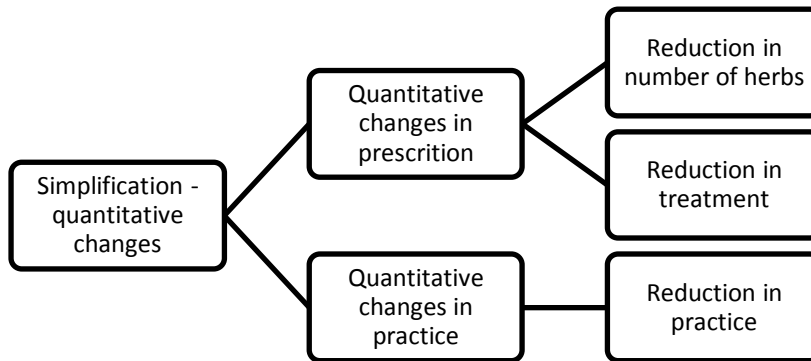 Simplification -
quantitative
changes
Quantitative
changes in
prescrition
Reduction in
number of herbs
Reduction in
treatment
Quantitative
changes in
practice
Reduction in
practice